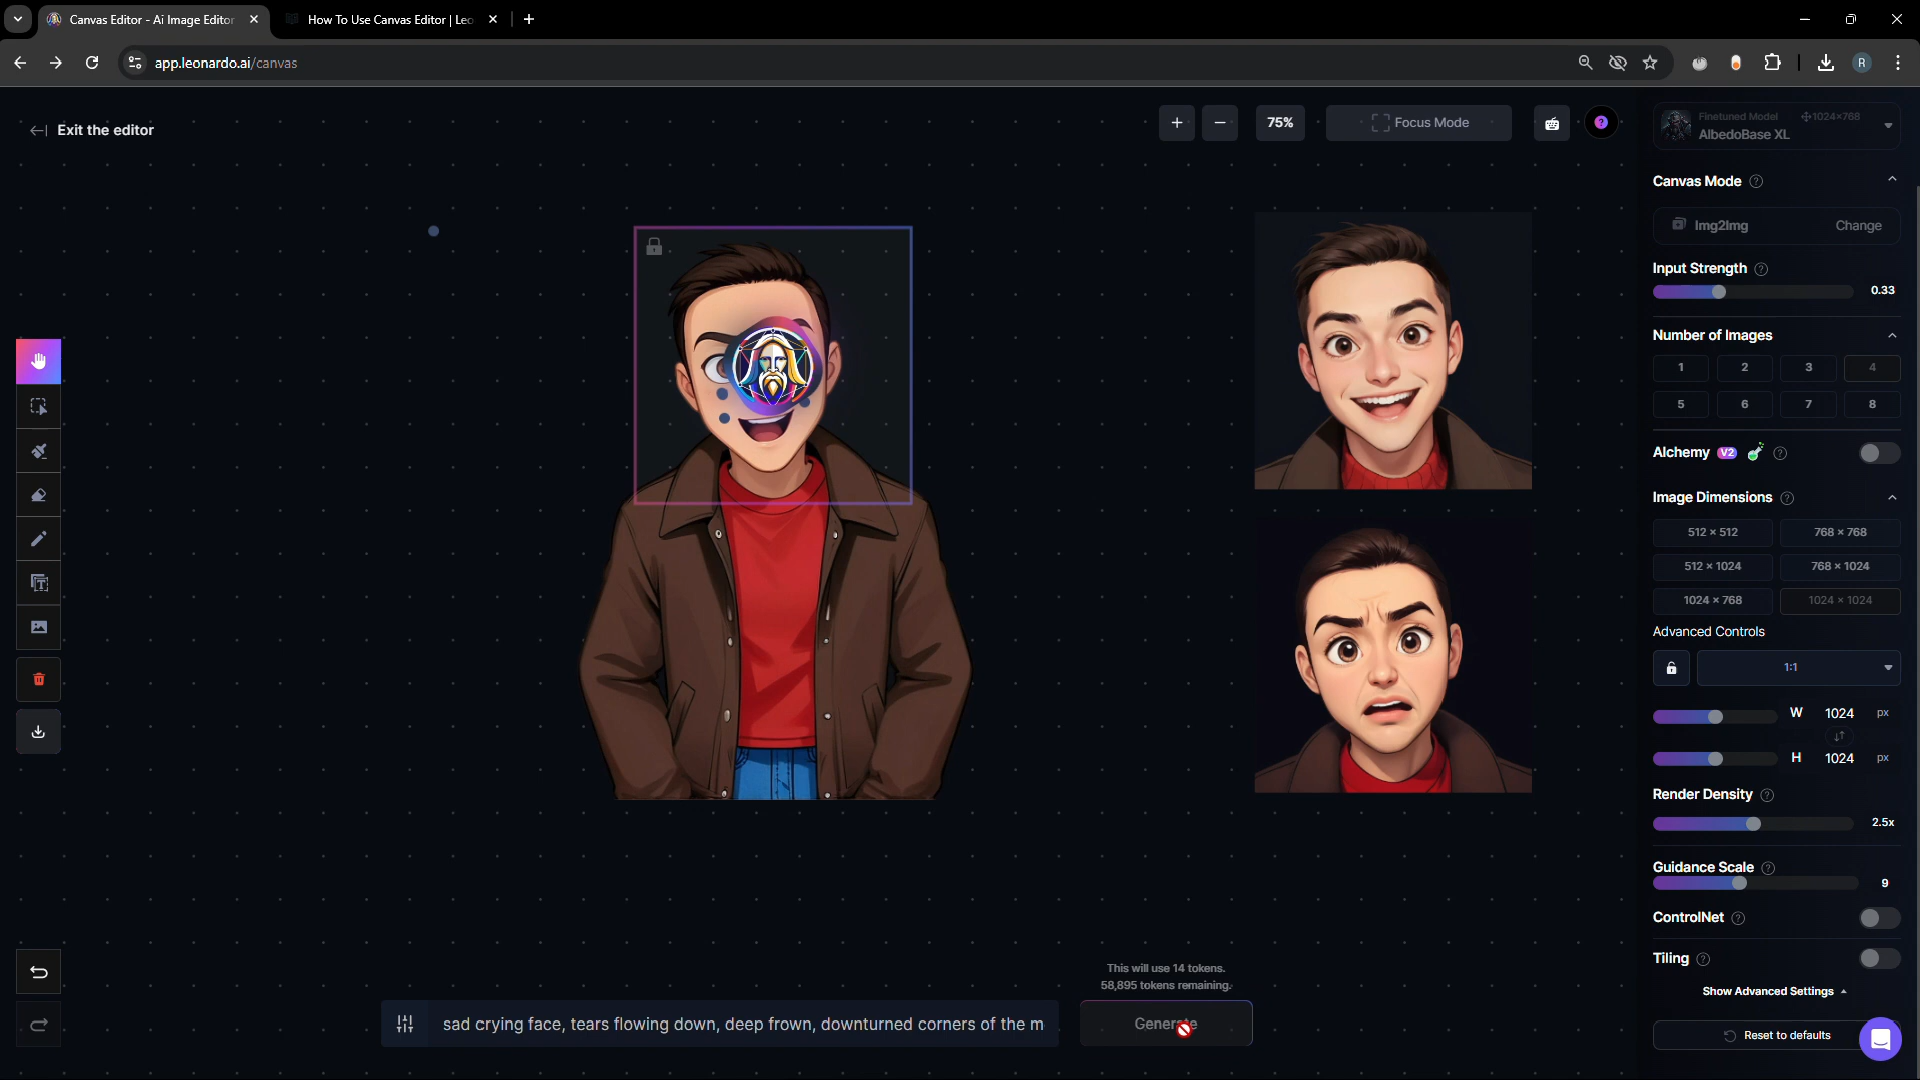 Canvas Editor - Ai Image Editor
How To Use Canvas Editor | Leo
app.leonardo.ai/canvas
R
Exit the editor
75%
Focus Mode
?
Finetuned Model
1024×768
AlbedoBase XL
Canvas Mode ?
Img2Img
Change
Input Strength ?
0.33
Number of Images
1 2 3 4
5 6 7 8
Alchemy V2 ?
Image Dimensions ?
512 × 512 768 × 768
512 × 1024 768 × 1024
1024 × 768 1024 × 1024
Advanced Controls
1:1
W 1024 px
H 1024 px
Render Density ?
2.5x
Guidance Scale ?
9
ControlNet ?
Tiling ?
Show Advanced Settings
Reset to defaults
This will use 14 tokens.
58,895 tokens remaining.
sad crying face, tears flowing down, deep frown, downturned corners of the m
Generate